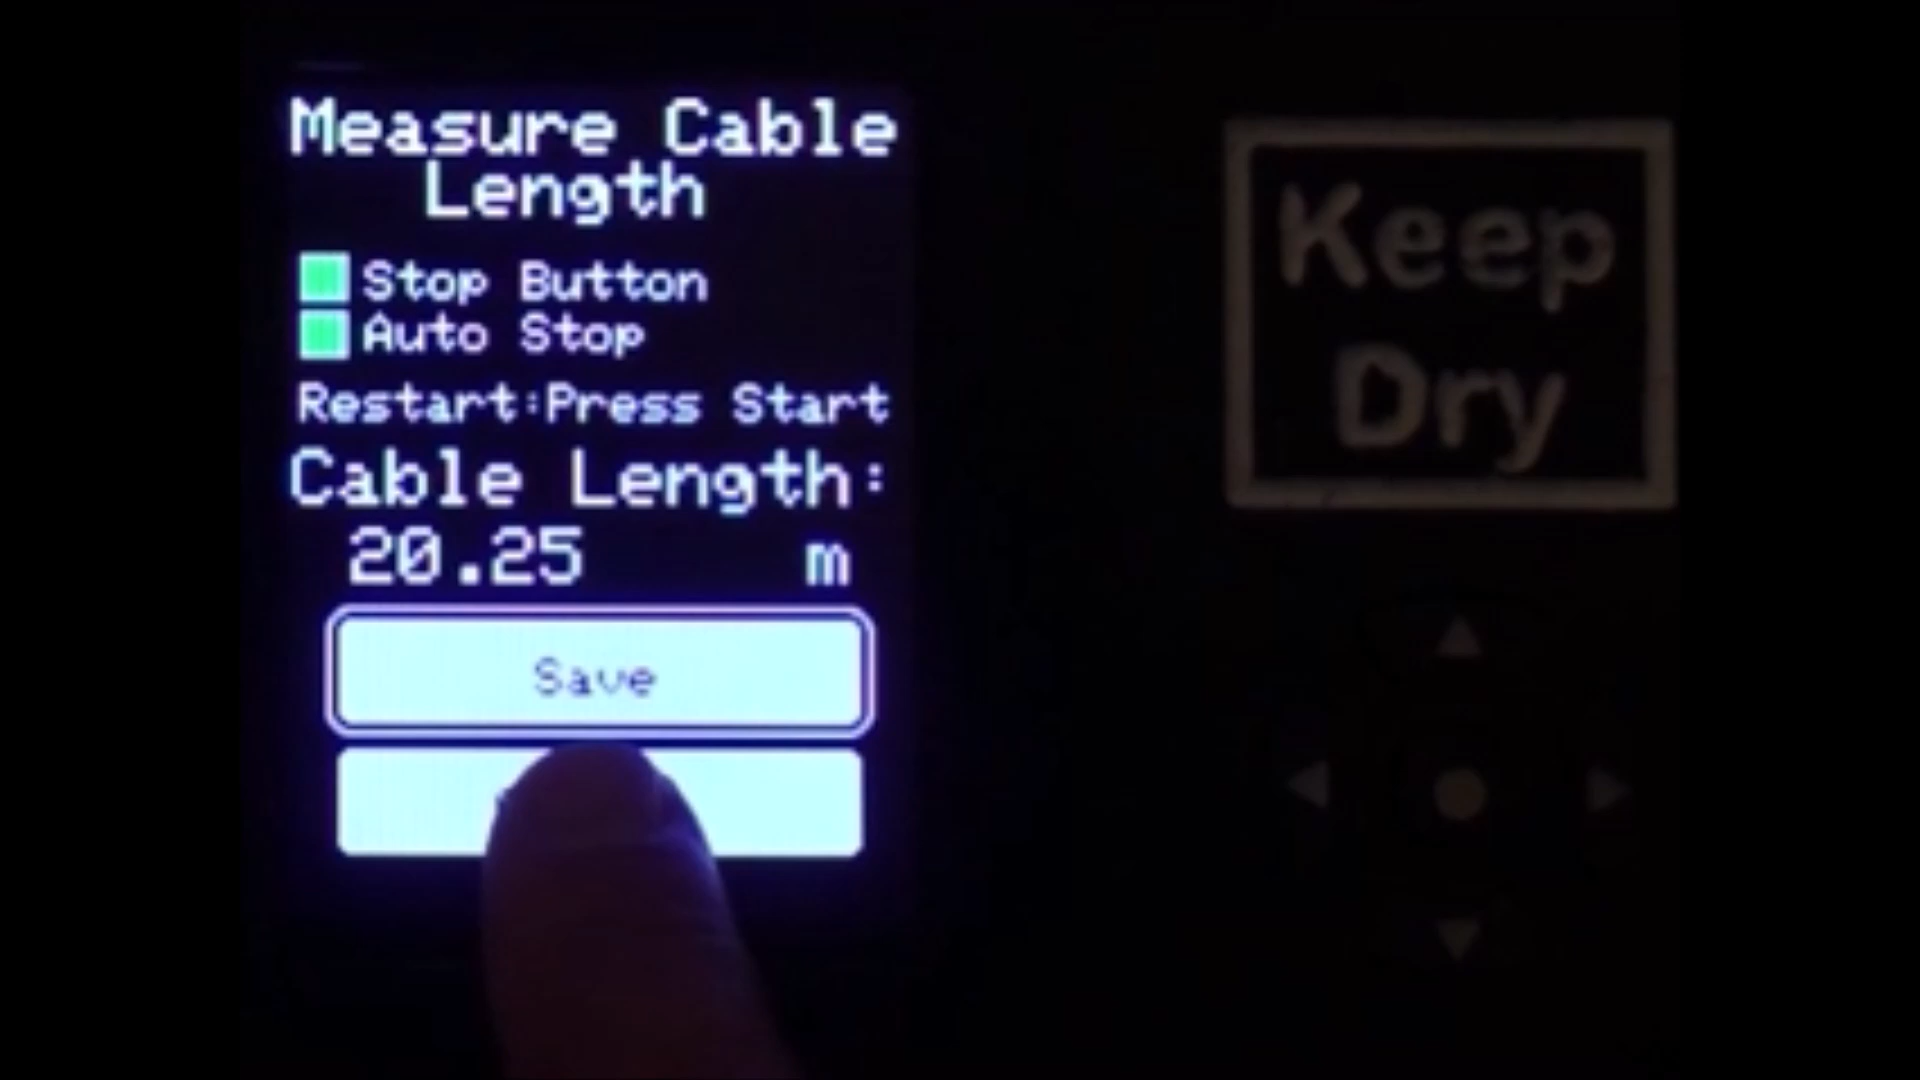 Measure Cable
Length
Stop Button
Auto Stop
Restart:Press Start
Cable Length:
20.25 m
Save
Keep
Dry